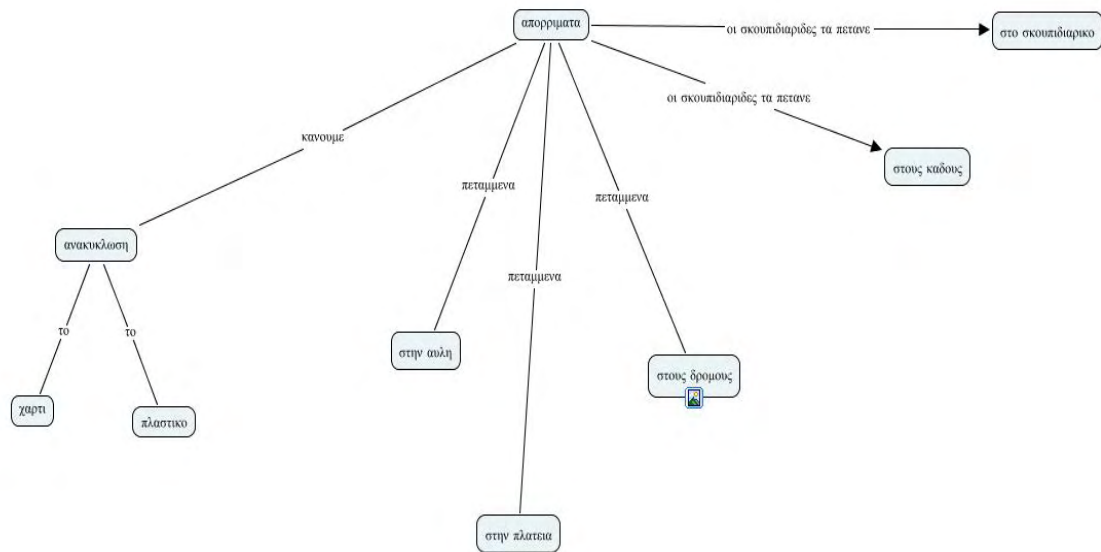 απορριματα
οι σκουπιδιαριδες τα πετανε
στο σκουπιδιαρικο
οι σκουπιδιαριδες τα πετανε
κανουμε
στους καδους
πεταμμενα
πεταμμενα
ανακυκλωση
πεταμμενα
το
το
στην αυλη
στους δρομους
χαρτι
πλαστικο
στην πλατεια